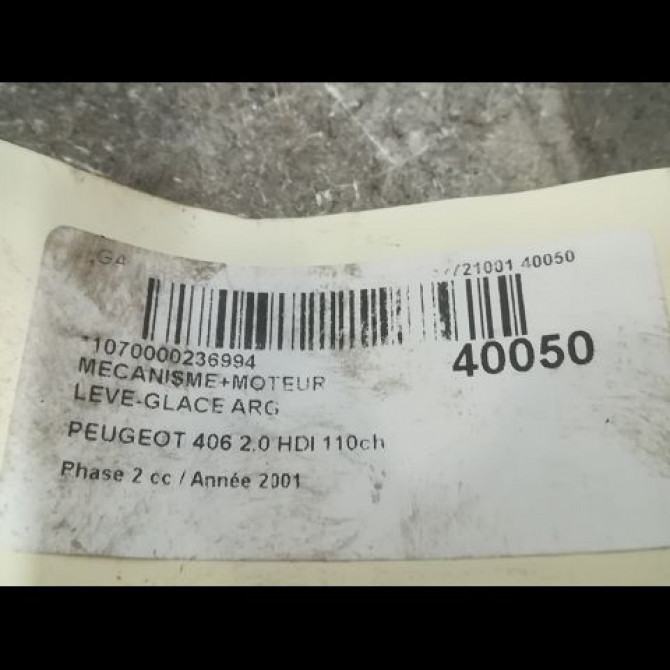 21001 40050
*1070000236994
40050
MECANISME+MOTEUR
LEVE-GLACE ARG
PEUGEOT 406 2.0 HDI 110ch
Phase 2 cc / Année 2001